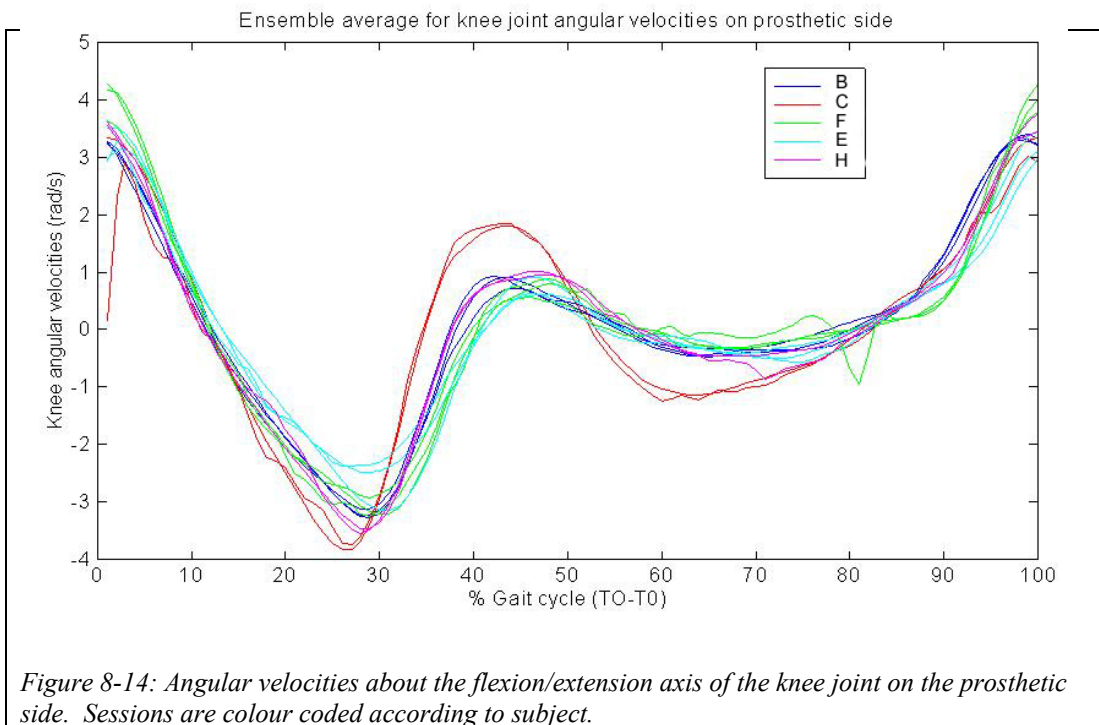 Ensemble average for knee joint angular velocities on prosthetic side
5
4
3
2
1
0
-1
-2
-3
-4
Knee angular velocities (rad/s)
B
C
F
E
H
0 10 20 30 40 50 60 70 80 90 100
% Gait cycle (TO-T0)
Figure 8-14: Angular velocities about the flexion/extension axis of the knee joint on the prosthetic
side. Sessions are colour coded according to subject.